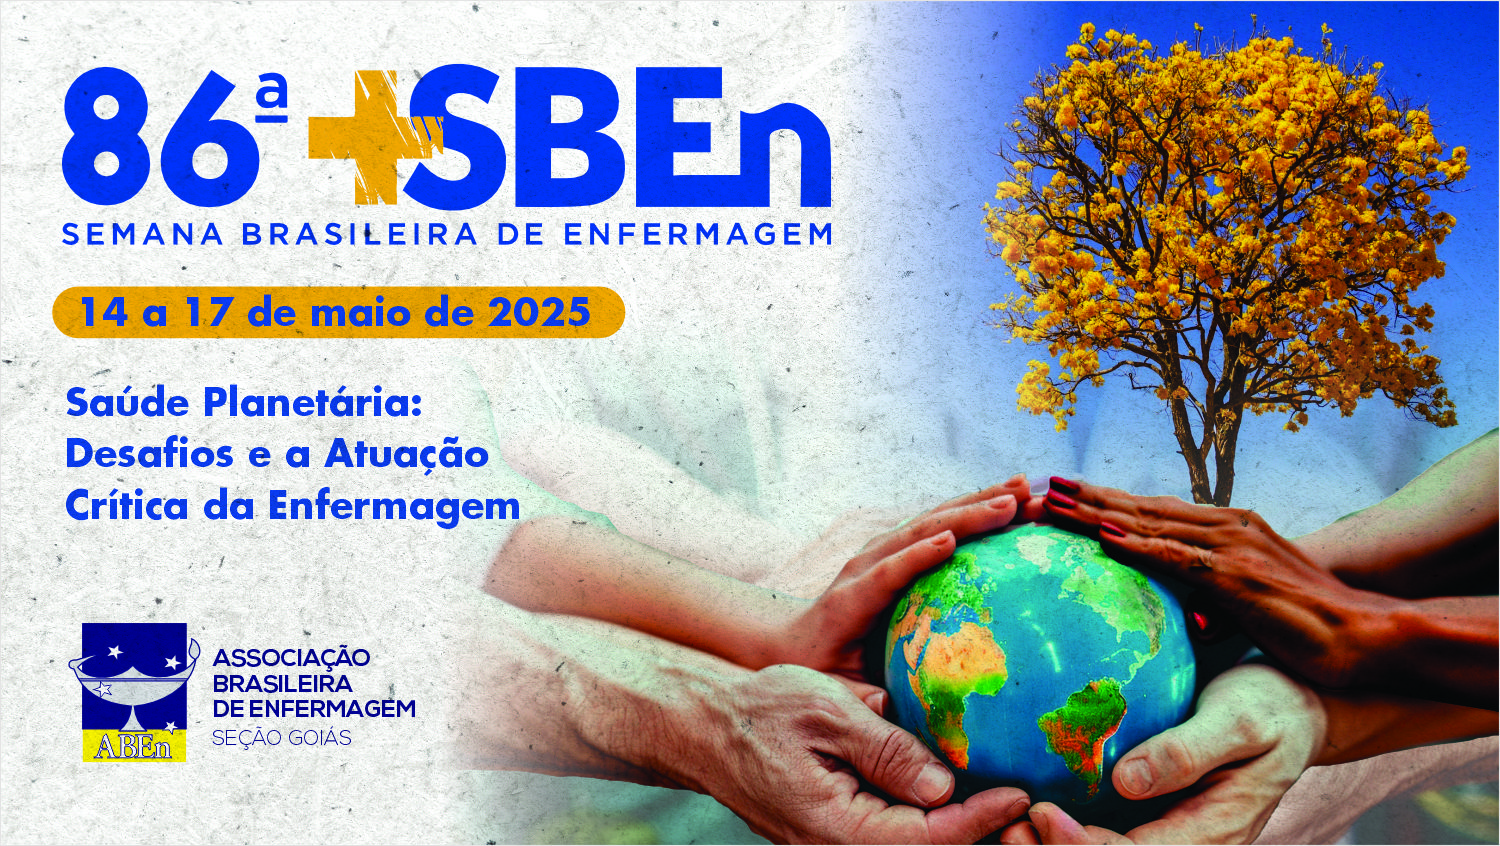 86ª +SBEn
SEMANA BRASILEIRA DE ENFERMAGEM
14 a 17 de maio de 2025
Saúde Planetária:
Desafios e a Atuação
Crítica da Enfermagem
ABEn
ASSOCIAÇÃO
BRASILEIRA
DE ENFERMAGEM
SEÇÃO GOIÁS